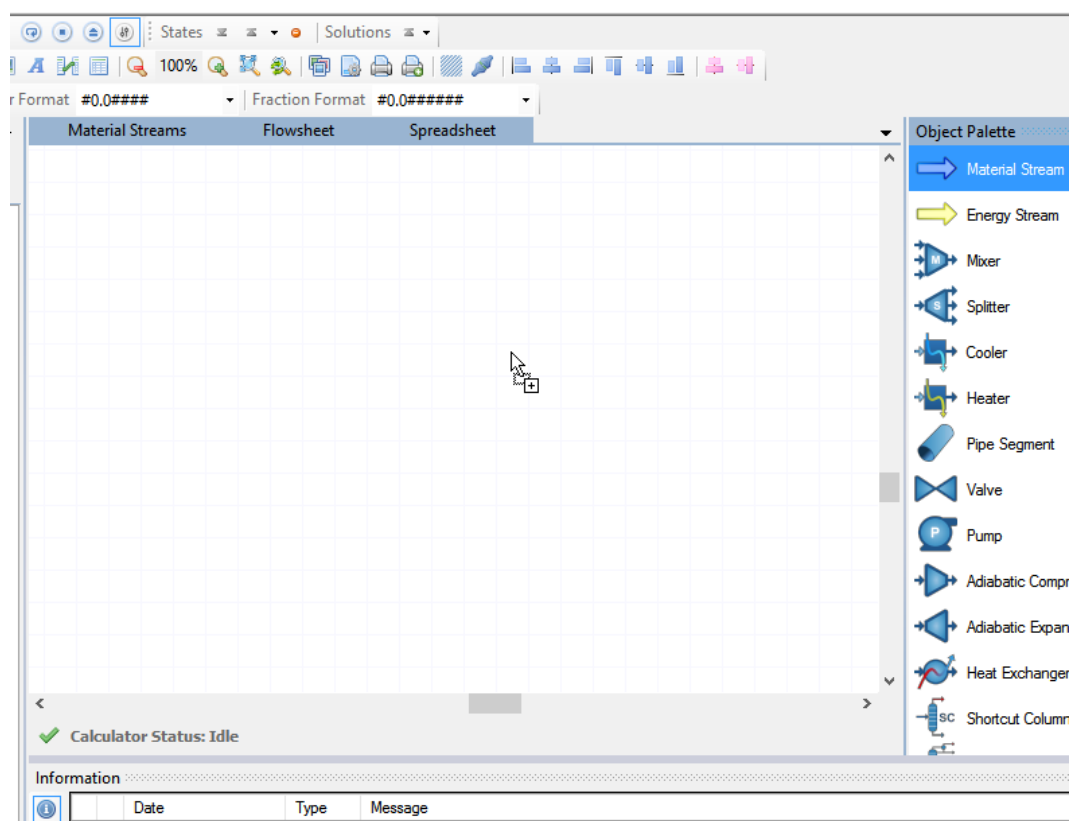 States Solutions
100%
r Format #0.0#### Fraction Format #0.0######
Material Streams Flowsheet Spreadsheet
Object Palette
Material Stream
Energy Stream
M Mixer
S Splitter
Cooler
Heater
Pipe Segment
Valve
P Pump
Adiabatic Compr
Adiabatic Expan
Heat Exchanger
SC Shortcut Column
Calculator Status: Idle
Information
Date Type Message